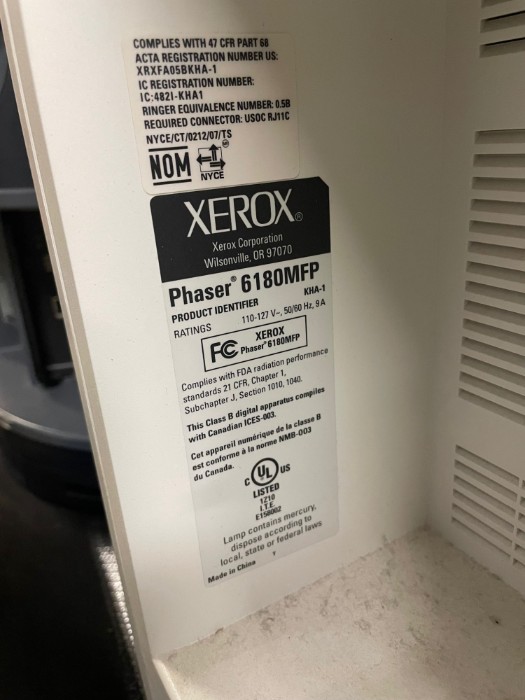 COMPLIES WITH 47 CFR PART 68
ACTA REGISTRATION NUMBER US:
XRXFA05BKHA-1
IC REGISTRATION NUMBER:
IC:4821-KHA1
RINGER EQUIVALENCE NUMBER: 0.5B
REQUIRED CONNECTOR: USOC RJ11C
NYCE/CT/0212/07/TS
NOM
NYCE
XEROX®
Xerox Corporation
Wilsonville, OR 97070
Phaser® 6180MFP
PRODUCT IDENTIFIER KHA-1
RATINGS 110-127 V~, 50/60 Hz, 9A
FC XEROX
Phaser® 6180MFP
Complies with FDA radiation performance
standards 21 CFR, Chapter 1,
Subchapter J, Section 1010, 1040.
This Class B digital apparatus complies
with Canadian ICES-003.
Cet appareil numérique de la classe B
est conforme à la norme NMB-003
du Canada.
C UL US
LISTED
1Z10
I.T.E.
E158002
Lamp contains mercury,
dispose according to
local, state or federal laws
Made in China